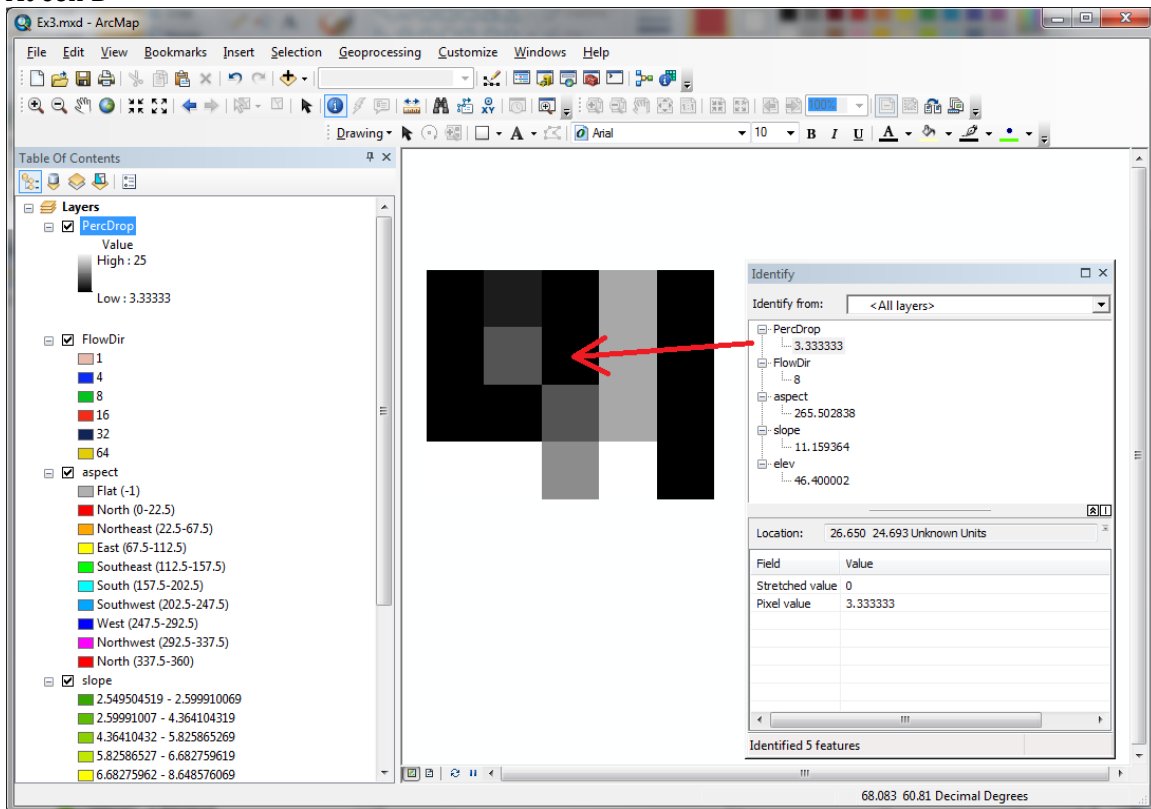 Ex3.mxd - ArcMap
File Edit View Bookmarks Insert Selection Geoprocessing Customize Windows Help
100%
Drawing Arial 10 B I U A
Table Of Contents
Layers
PercDrop
Value
High : 25
Low : 3.33333
FlowDir
1
4
8
16
32
64
aspect
Flat (-1)
North (0-22.5)
Northeast (22.5-67.5)
East (67.5-112.5)
Southeast (112.5-157.5)
South (157.5-202.5)
Southwest (202.5-247.5)
West (247.5-292.5)
Northwest (292.5-337.5)
North (337.5-360)
slope
2.549504519 - 2.599910069
2.59991007 - 4.364104319
4.36410432 - 5.825865269
5.82586527 - 6.682759619
6.68275962 - 8.648576069
Identify
Identify from: <All layers>
PercDrop
3.333333
FlowDir
8
aspect
265.502838
slope
11.159364
elev
46.400002
Location: 26.650 24.693 Unknown Units
Field Value
Stretched value 0
Pixel value 3.333333
Identified 5 features
68.083 60.81 Decimal Degrees